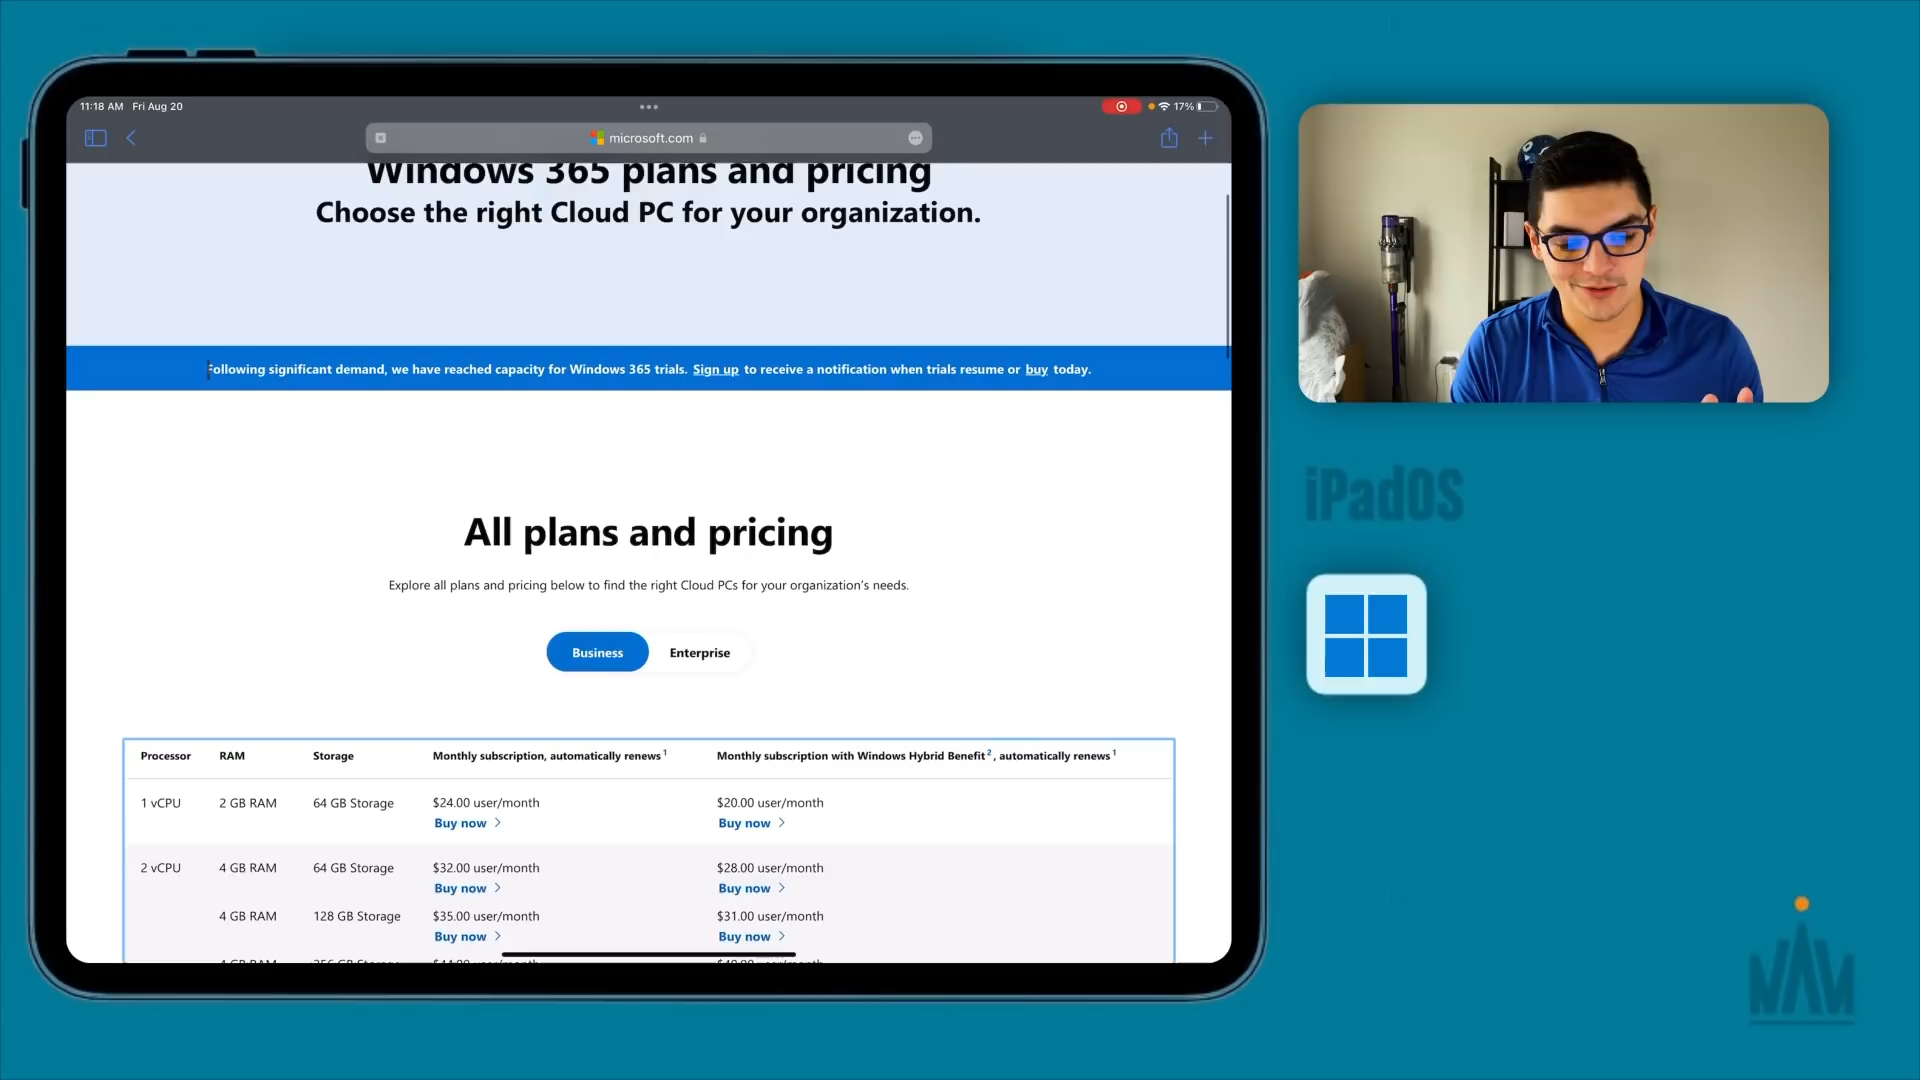 11:18 AM Fri Aug 20
17%
microsoft.com
Windows 365 plans and pricing
Choose the right Cloud PC for your organization.
Following significant demand, we have reached capacity for Windows 365 trials. Sign up to receive a notification when trials resume or buy today.
All plans and pricing
Explore all plans and pricing below to find the right Cloud PCs for your organization's needs.
Business Enterprise
Processor RAM Storage Monthly subscription, automatically renews 1 Monthly subscription with Windows Hybrid Benefit 2, automatically renews 1
1 vCPU 2 GB RAM 64 GB Storage $24.00 user/month $20.00 user/month
Buy now Buy now
2 vCPU 4 GB RAM 64 GB Storage $32.00 user/month $28.00 user/month
Buy now Buy now
4 GB RAM 128 GB Storage $35.00 user/month $31.00 user/month
Buy now Buy now
iPadOS